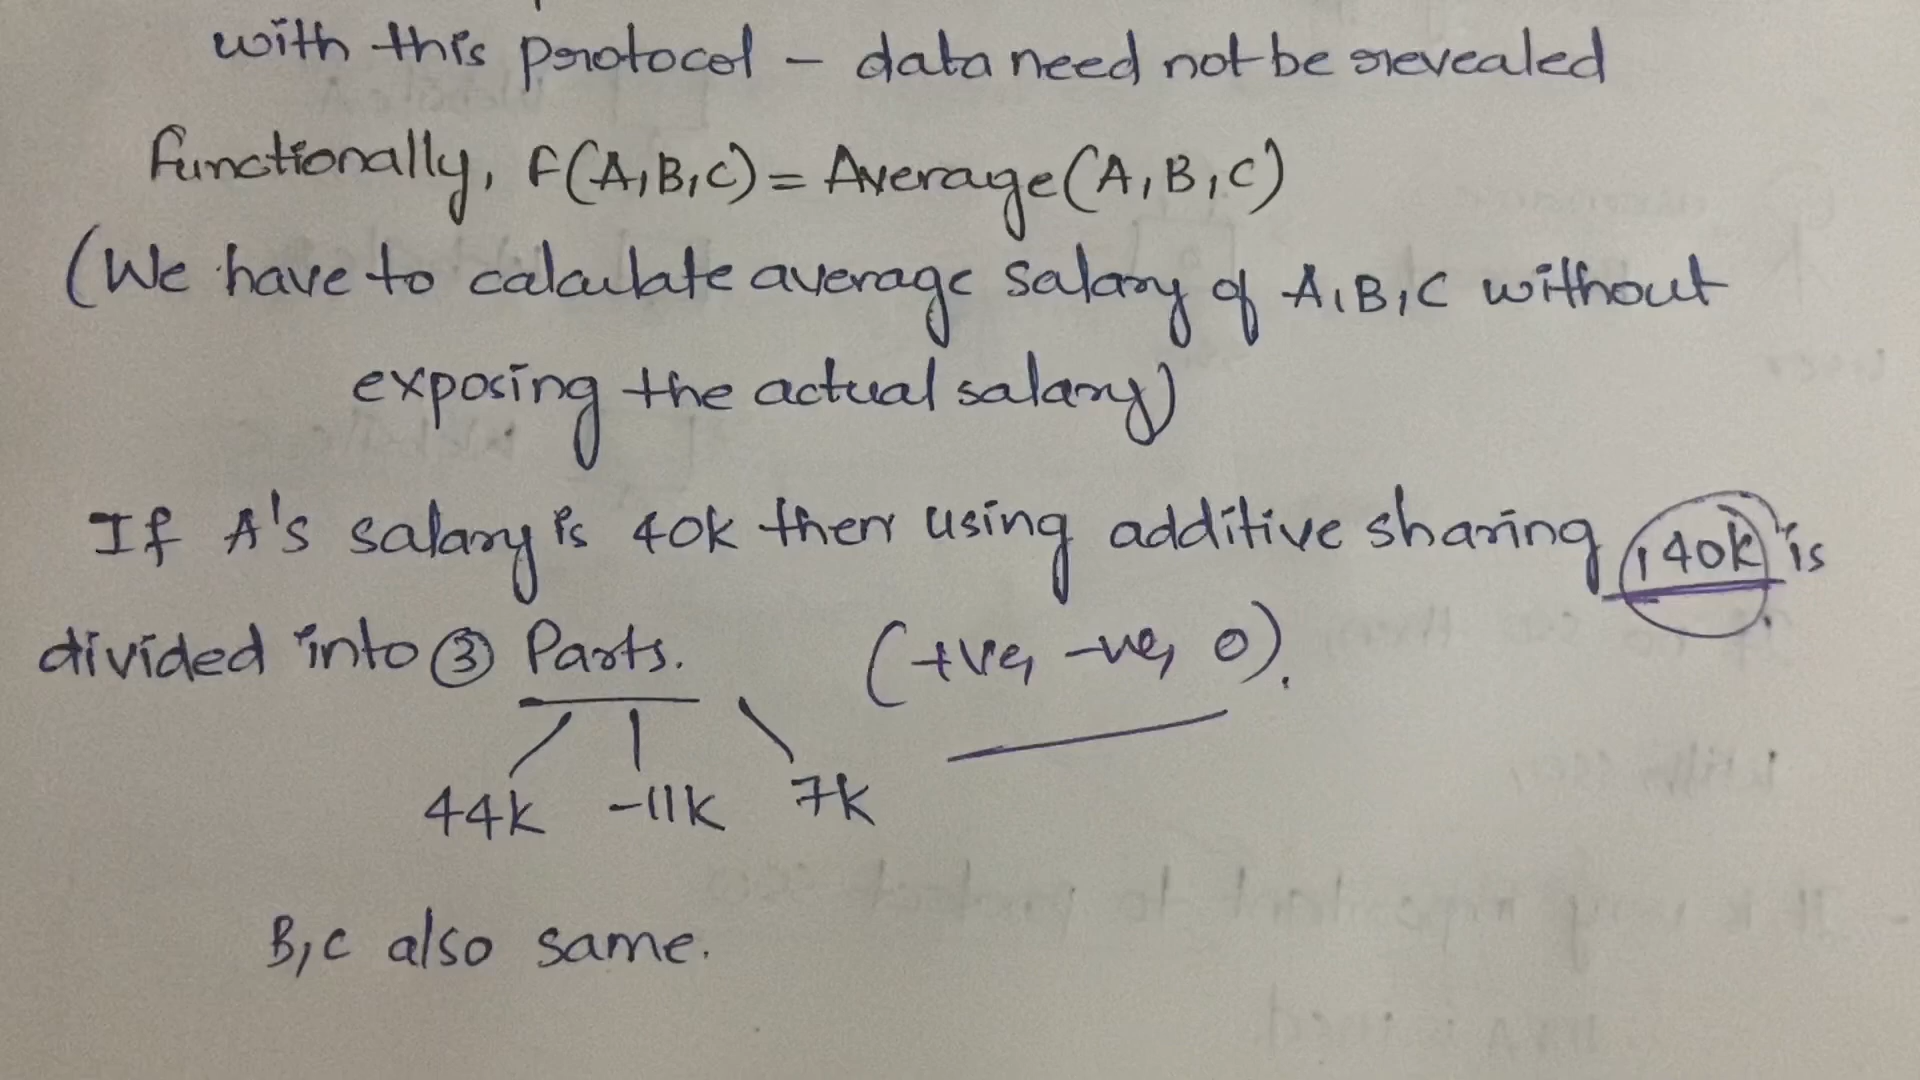 with this protocol - data need not be revealed
Functionally, F(A,B,C) = Average(A,B,C)
(We have to calculate average salary of A,B,C without
exposing the actual salary)
If A's salary is 40k then using additive sharing, 40k is
divided into ③ Parts. (+ve, -ve, 0).
44k -11k 7k
B,C also same.